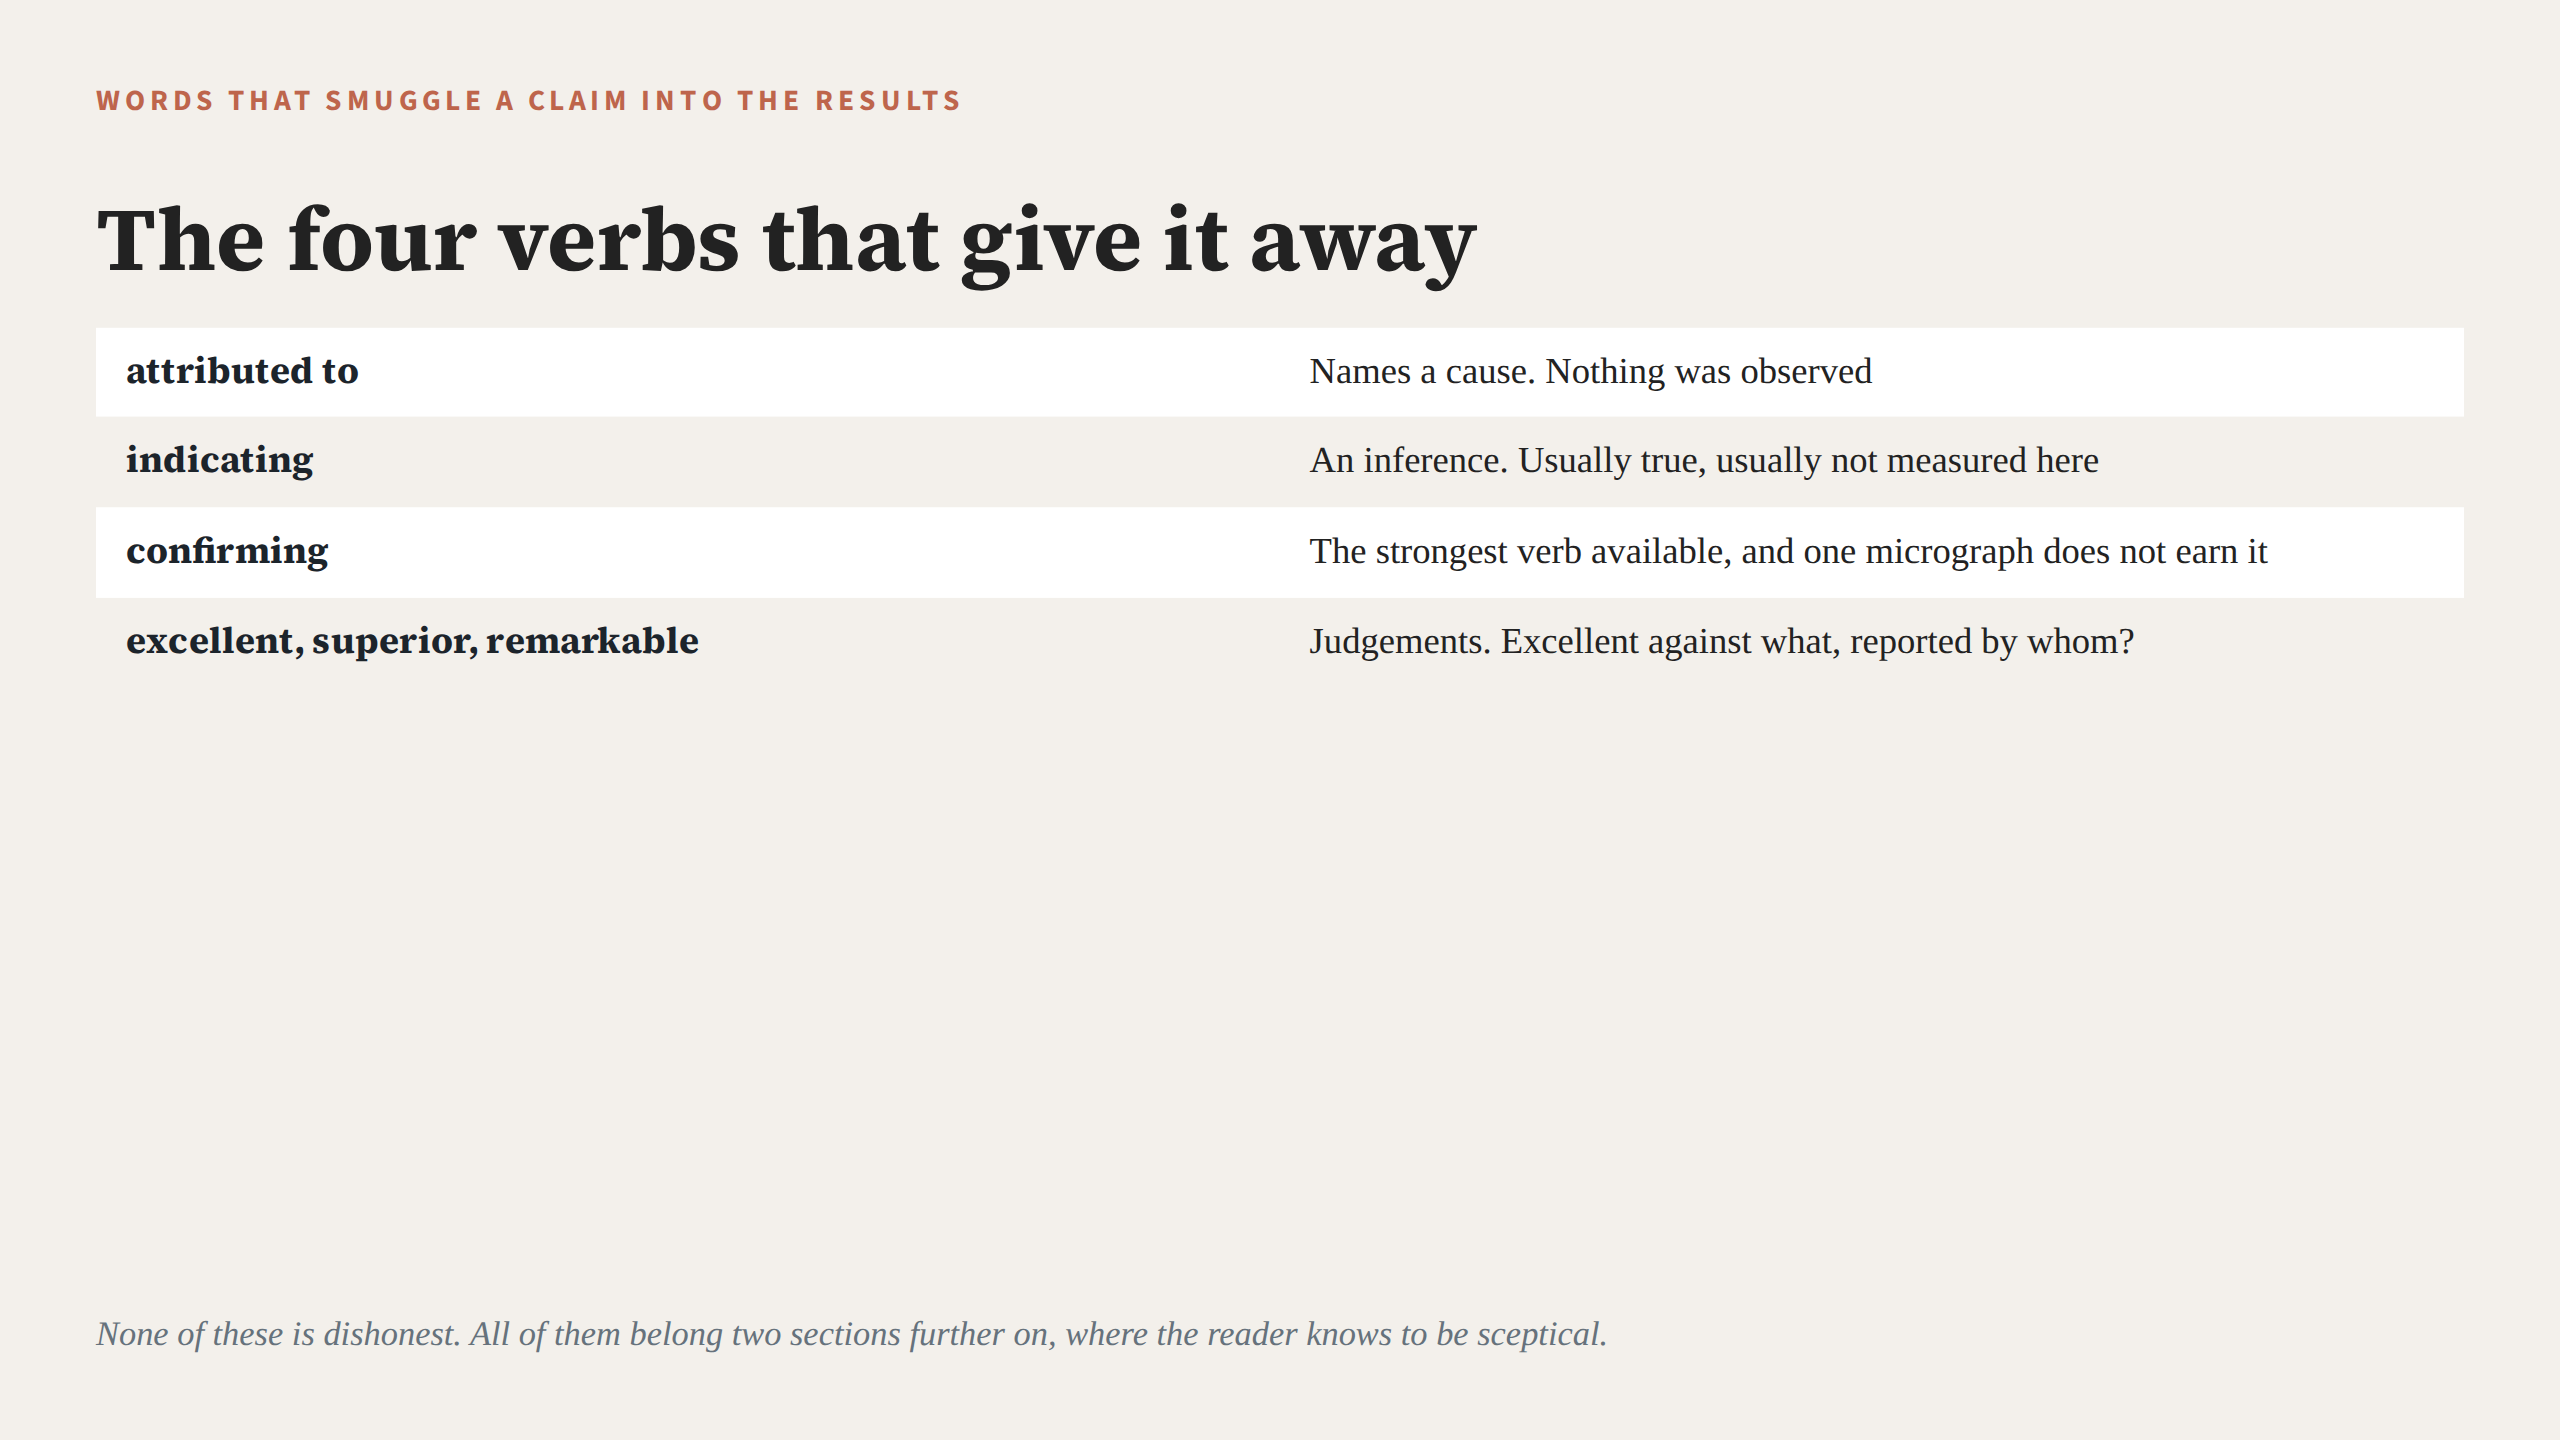 WORDS THAT SMUGGLE A CLAIM INTO THE RESULTS
The four verbs that give it away
attributed to Names a cause. Nothing was observed
indicating An inference. Usually true, usually not measured here
confirming The strongest verb available, and one micrograph does not earn it
excellent, superior, remarkable Judgements. Excellent against what, reported by whom?
None of these is dishonest. All of them belong two sections further on, where the reader knows to be sceptical.